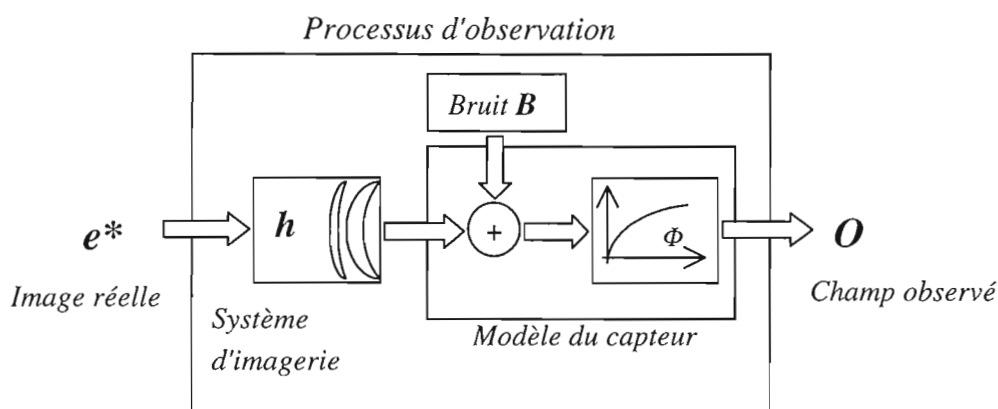 Processus d'observation
Bruit B
e*
h
+
Φ
O
Image réelle
Système
d'imagerie
Modèle du capteur
Champ observé